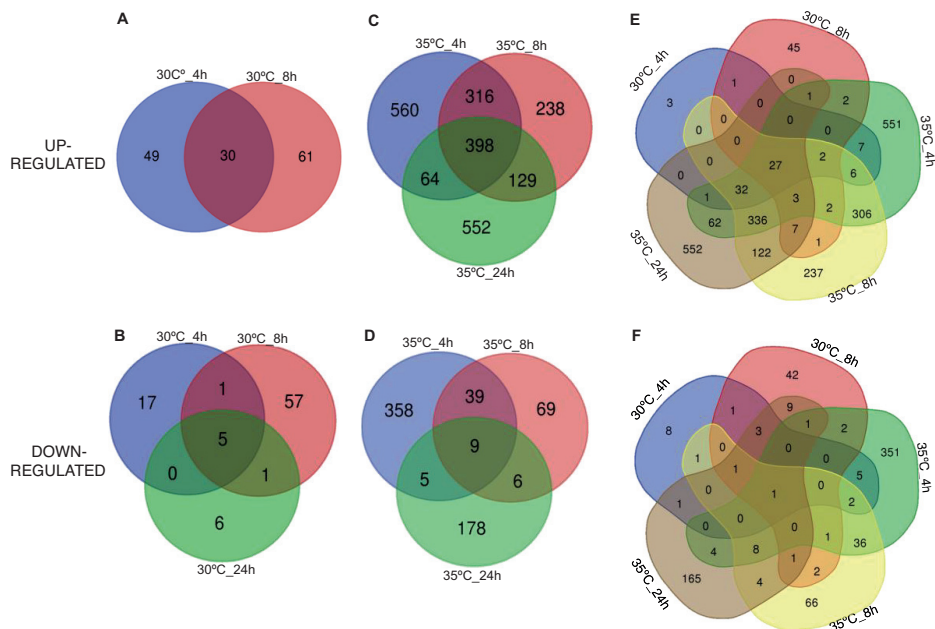 A
30Cº_4h
30ºC_8h
49
30
61
UP-
REGULATED
C
35ºC_4h
35ºC_8h
560
316
238
398
64
129
552
35ºC_24h
E
30ºC_8h
30ºC_4h
35ºC_4h
35ºC_8h
35ºC_24h
45
0
1
3
1
2
0
551
0
0
0
0
7
0
27
2
6
0
32
1
3
2
306
62
336
7
552
122
1
237
B
30ºC_4h
30ºC_8h
17
1
57
5
0
1
6
30ºC_24h
DOWN-
REGULATED
D
35ºC_4h
35ºC_8h
358
39
69
9
5
6
178
35ºC_24h
F
30ºC_8h
30ºC_4h
35ºC_4h
35ºC_8h
35ºC_24h
42
9
1
8
1
2
3
351
0
0
0
1
1
5
0
1
0
2
1
0
0
0
1
36
4
8
1
165
4
2
66